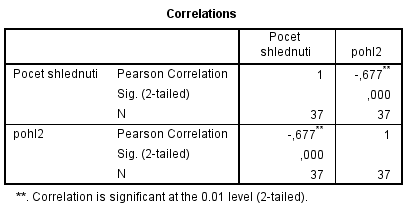 Correlations
Pocet shlednuti pohl2
Pocet shlednuti Pearson Correlation 1 -,677**
Sig. (2-tailed) ,000
N 37 37
pohl2 Pearson Correlation -,677** 1
Sig. (2-tailed) ,000
N 37 37
**. Correlation is significant at the 0.01 level (2-tailed).